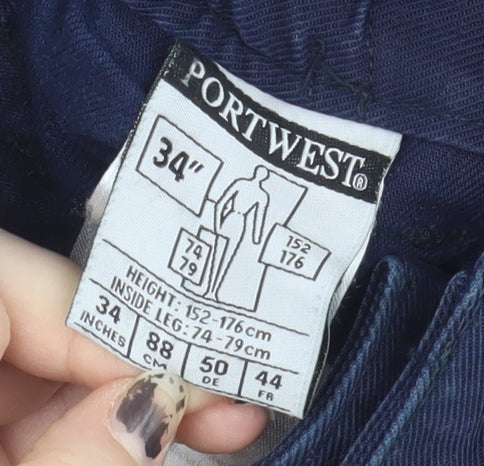 PORTWEST®
34"
152
176
74
79
HEIGHT: 152-176cm
INSIDE LEG: 74-79cm
34 88 50 44
INCHES CM DE FR